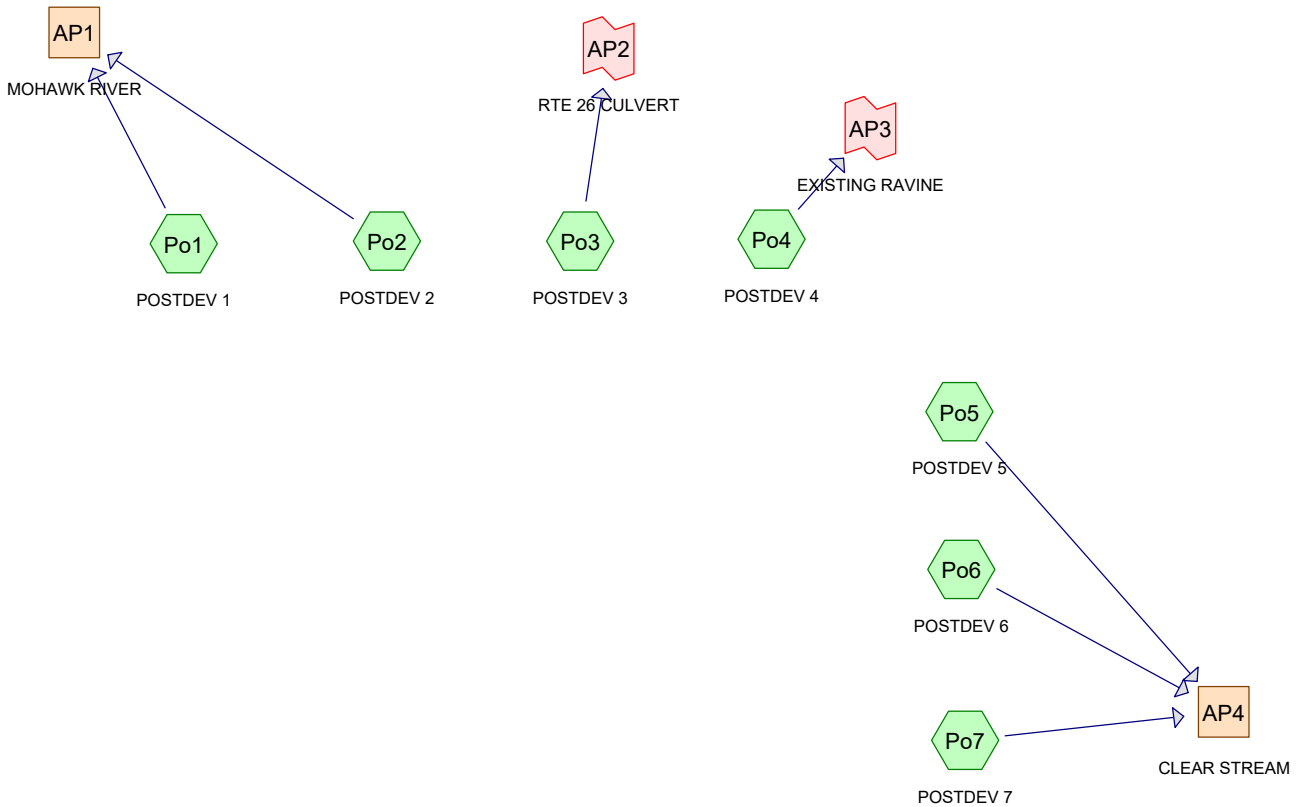 AP1
MOHAWK RIVER
AP2
RTE 26 CULVERT
AP3
EXISTING RAVINE
Po1
POSTDEV 1
Po2
POSTDEV 2
Po3
POSTDEV 3
Po4
POSTDEV 4
Po5
POSTDEV 5
Po6
POSTDEV 6
AP4
CLEAR STREAM
Po7
POSTDEV 7